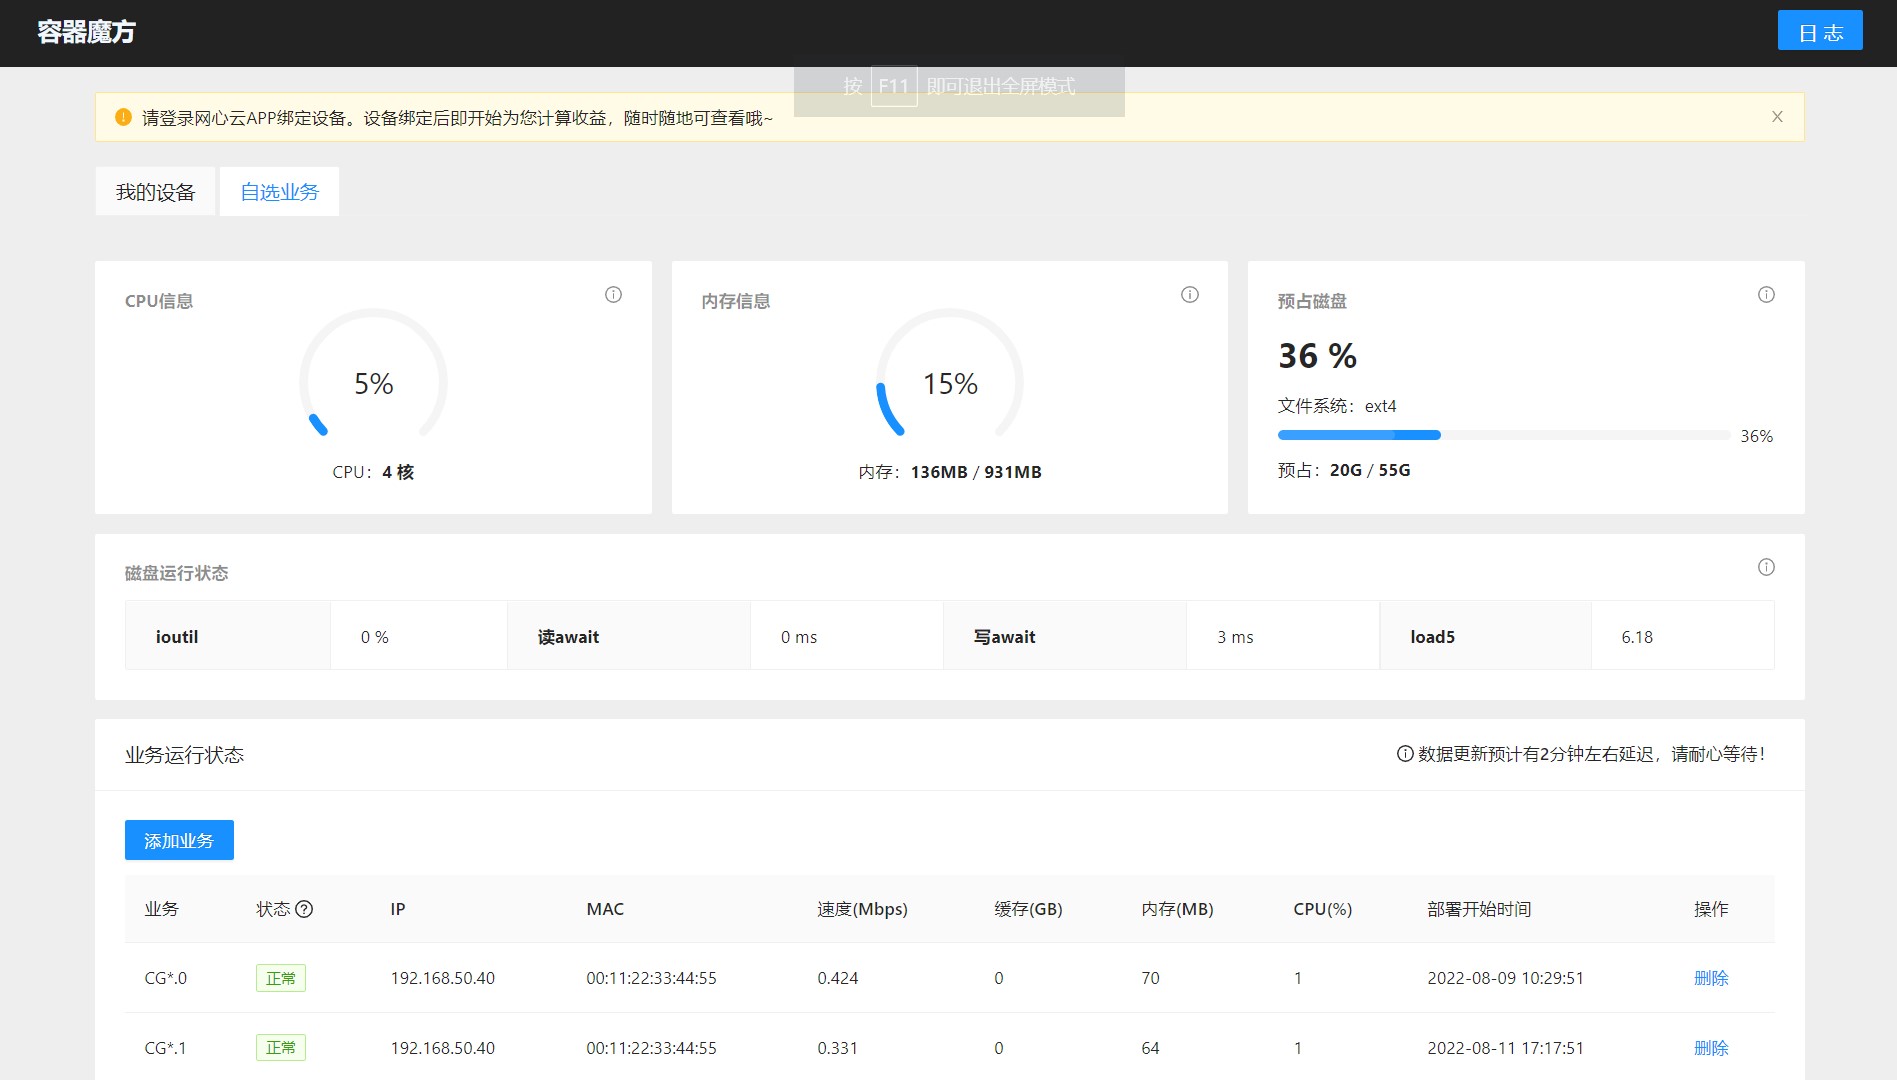 容器魔方
日 志
按 F11 即可退出全屏模式
请登录网心云APP绑定设备。设备绑定后即开始为您计算收益，随时随地可查看哦~
我的设备 自选业务
CPU信息
5%
CPU：4 核
内存信息
15%
内存：136MB / 931MB
预占磁盘
36 %
文件系统：ext4
36%
预占：20G / 55G
磁盘运行状态
ioutil 0 % 读await 0 ms 写await 3 ms load5 6.18
业务运行状态
数据更新预计有2分钟左右延迟，请耐心等待！
添加业务
业务 状态 IP MAC 速度(Mbps) 缓存(GB) 内存(MB) CPU(%) 部署开始时间 操作
CG*.0 正常 192.168.50.40 00:11:22:33:44:55 0.424 0 70 1 2022-08-09 10:29:51 删除
CG*.1 正常 192.168.50.40 00:11:22:33:44:55 0.331 0 64 1 2022-08-11 17:17:51 删除